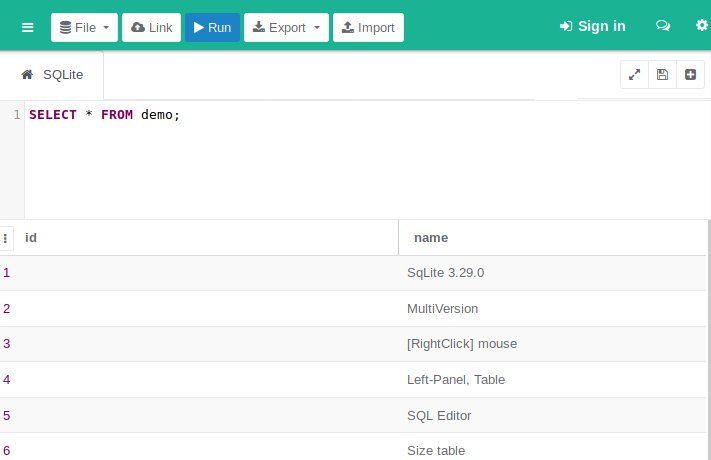 File Link Run Export Import Sign in
SQLite
1 SELECT * FROM demo;
id name
1 SqLite 3.29.0
2 MultiVersion
3 [RightClick] mouse
4 Left-Panel, Table
5 SQL Editor
6 Size table